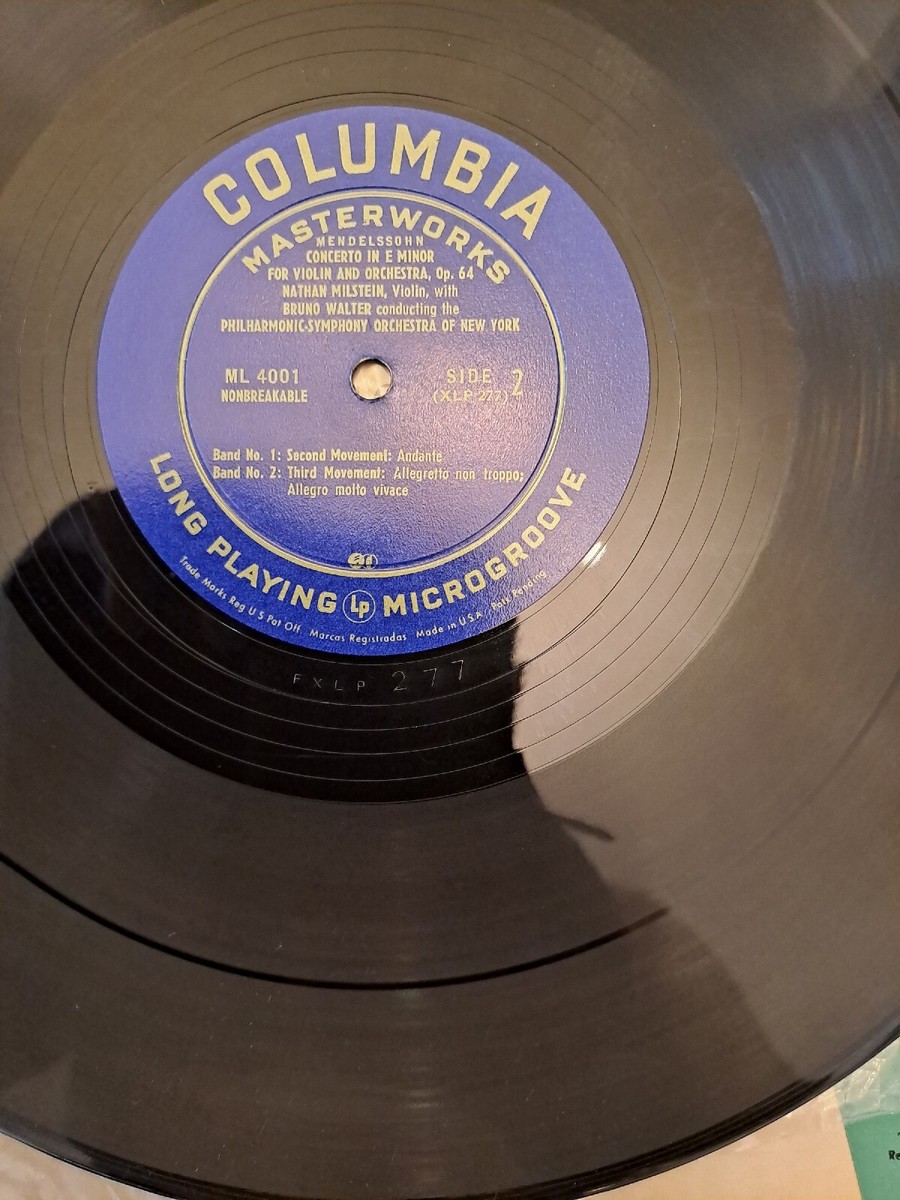 COLUMBIA
MASTERWORKS
MENDELSSOHN
CONCERTO IN E MINOR
FOR VIOLIN AND ORCHESTRA, Op. 64
NATHAN MILSTEIN, Violin, with
BRUNO WALTER conducting the
PHILHARMONIC-SYMPHONY ORCHESTRA OF NEW YORK
ML 4001
NONBREAKABLE
SIDE 2
(XLP 277)
Band No. 1: Second Movement: Andante
Band No. 2: Third Movement: Allegretto non troppo;
Allegro molto vivace
LONG PLAYING Lp MICROGROOVE
Trade Marks Reg U S Pat Off. Marcas Registradas Made in U.S.A. Pats Pending
FXLP 277